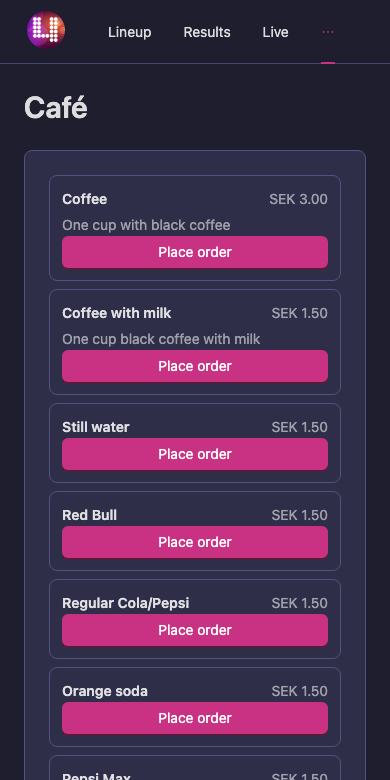 LI
Lineup
Results
Live
...
Café
Coffee
SEK 3.00
One cup with black coffee
Place order
Coffee with milk
SEK 1.50
One cup black coffee with milk
Place order
Still water
SEK 1.50
Place order
Red Bull
SEK 1.50
Place order
Regular Cola/Pepsi
SEK 1.50
Place order
Orange soda
SEK 1.50
Place order
Pepsi Max
SEK 1.50